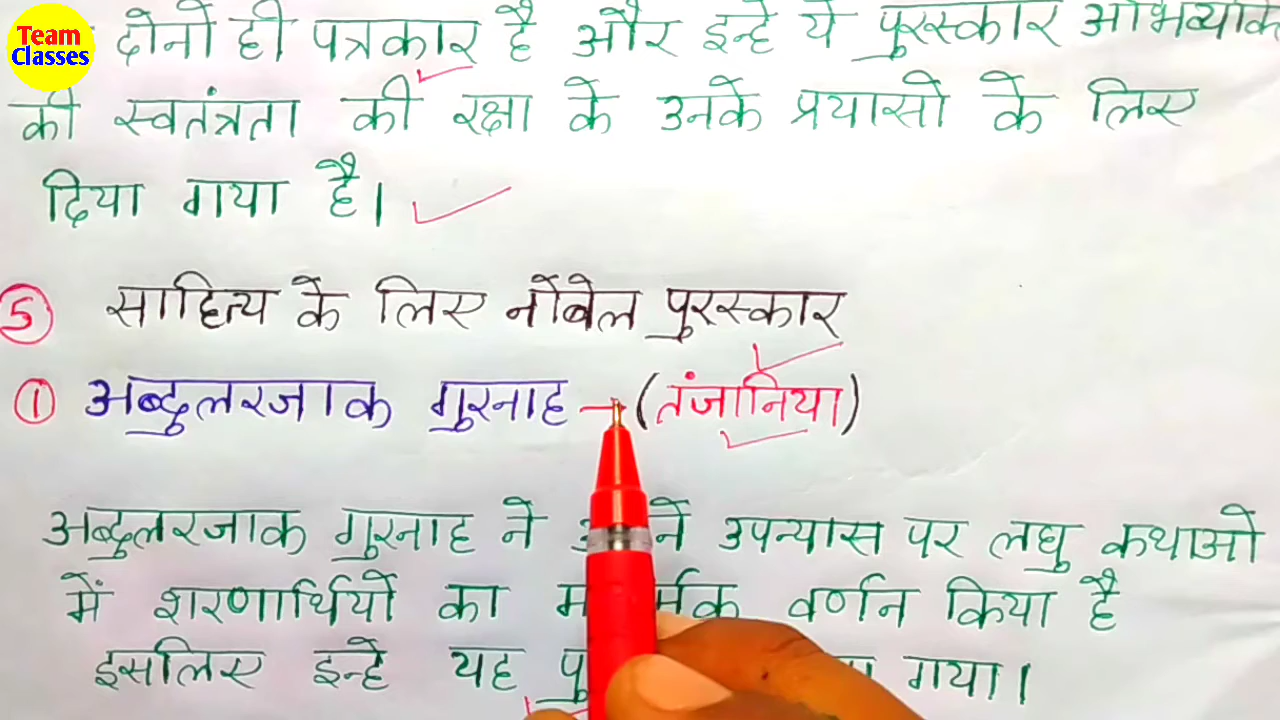 Team
Classes
दोनों ही पत्रकार है और इन्हे ये पुरस्कार
की स्वतंत्रता की रक्षा के उनके प्रयासो के लिए
दिया गया है।
5 साहित्य के लिए नोबेल पुरस्कार
1 अब्दुलरजाक गुरनाह → (तंजानिया)
अब्दुलरजाक गुरनाह ने उपन्यास पर लघु कथाओ
में शरणार्थियों का वर्णन किया है
इसलिए इन्हे यह गया।